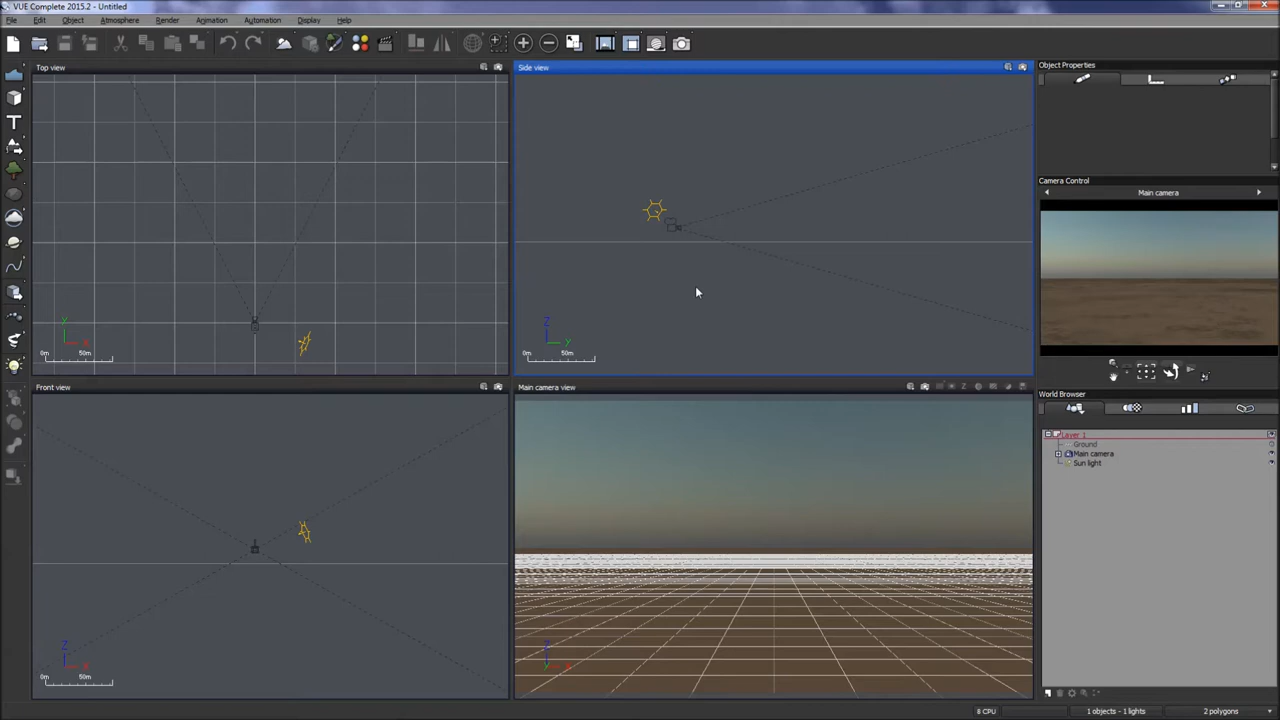 VUE Complete 2015.2 - Untitled
File Edit Object Atmosphere Render Animation Automation Display Help
Top view
Side view
Object Properties
Camera Control
Main camera
y
x
0m 50m
Z
y
0m 50m
Front view
Main camera view
World Browser
Layer 1
Ground
Main camera
Sun light
Z
x
0m 50m
Z
y x
8 CPU 1 objects - 1 lights 2 polygons